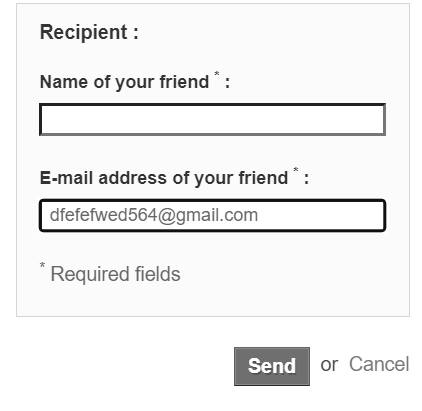 Recipient :
Name of your friend * :
E-mail address of your friend * :
dfefefwed564@gmail.com
* Required fields
Send or Cancel